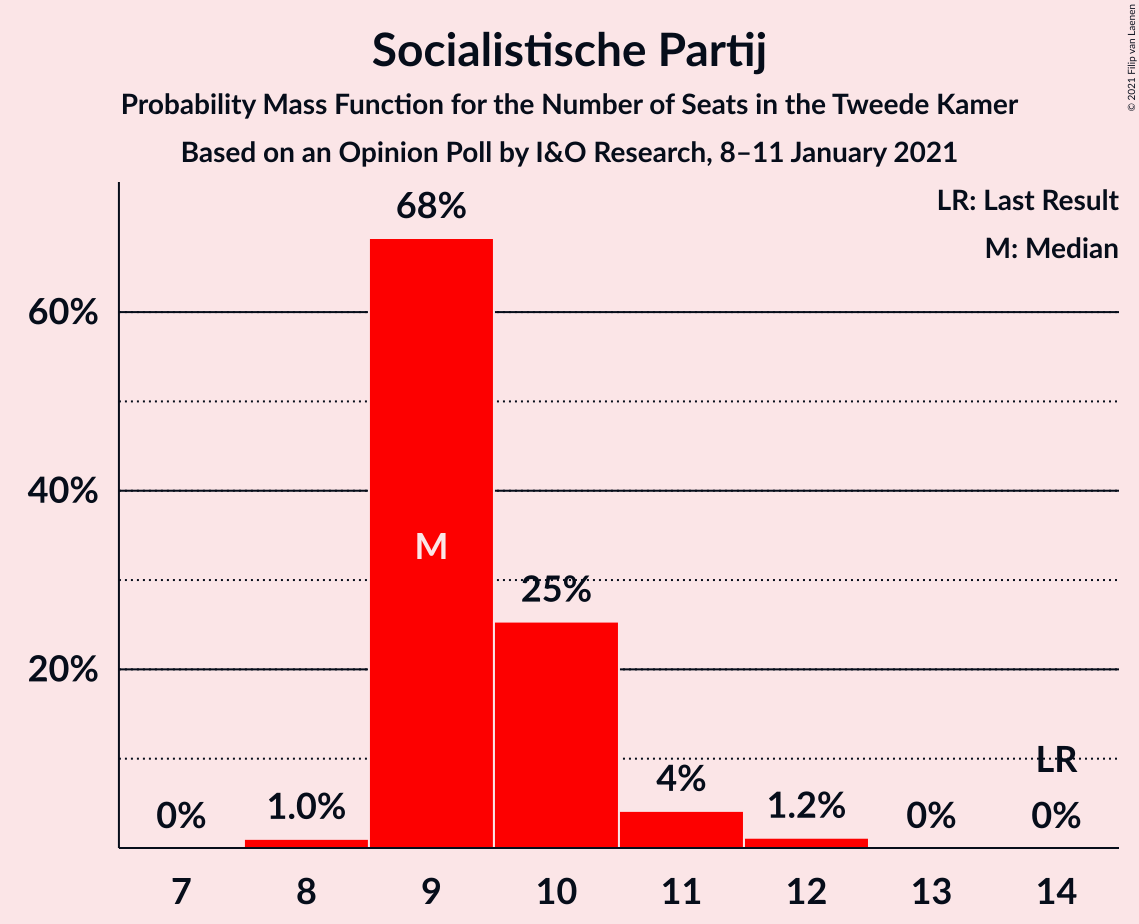 Socialistische Partij
Probability Mass Function for the Number of Seats in the Tweede Kamer
Based on an Opinion Poll by I&O Research, 8–11 January 2021
© 2021 Filip van Laenen
LR: Last Result
M: Median
68%
60%
40%
M
25%
20%
LR
4%
0%
1.0%
1.2%
0%
0%
7 8 9 10 11 12 13 14